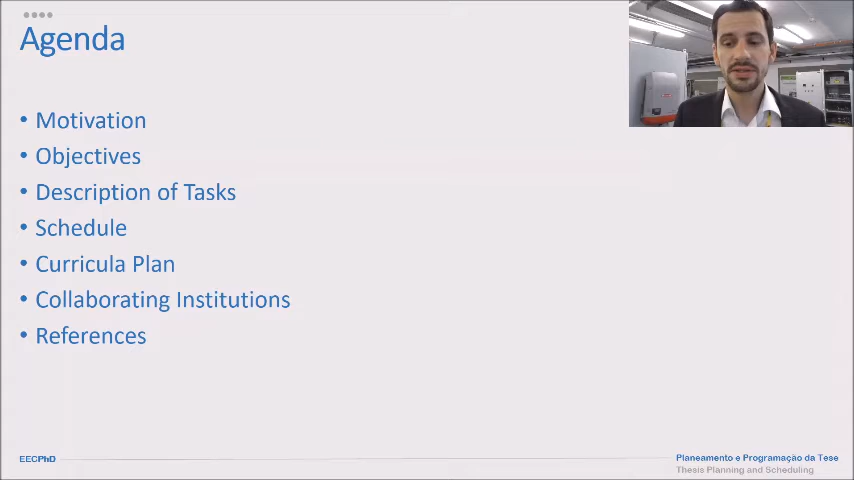 Agenda
• Motivation
• Objectives
• Description of Tasks
• Schedule
• Curricula Plan
• Collaborating Institutions
• References
EECPhD
Planeamento e Programação da Tese
Thesis Planning and Scheduling